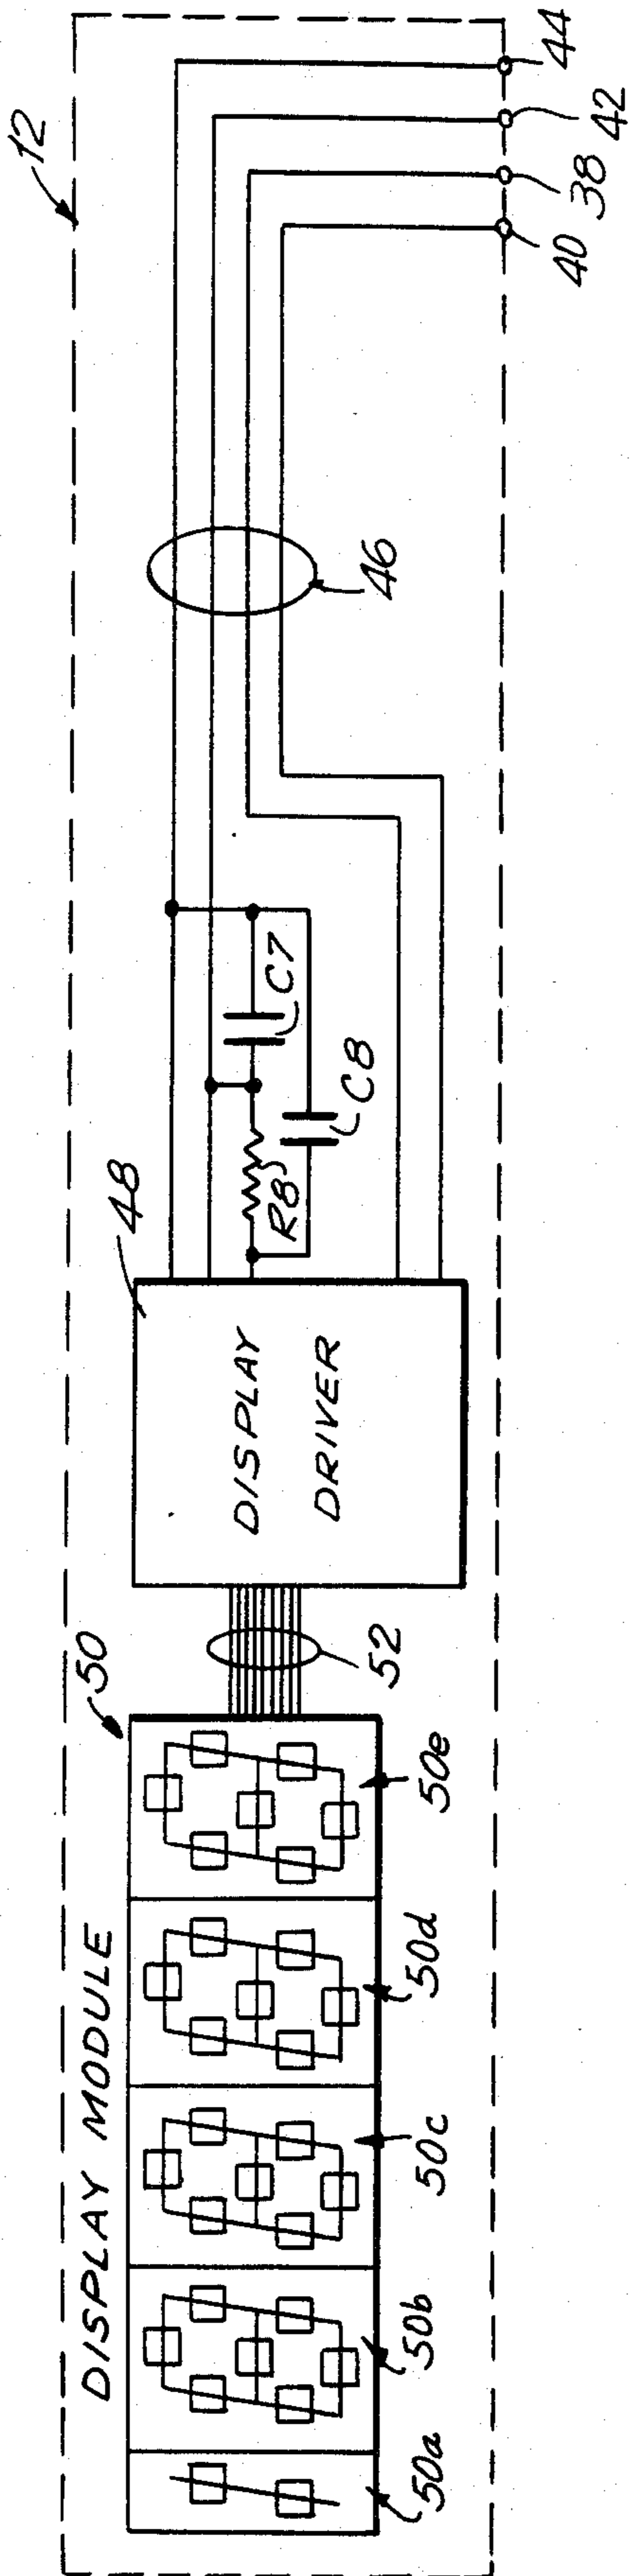 DISPLAY MODULE
50
48
12
DISPLAY
DRIVER
R8
C7
C8
46
52
50a
50b
50c
50d
50e
40
38
42
44